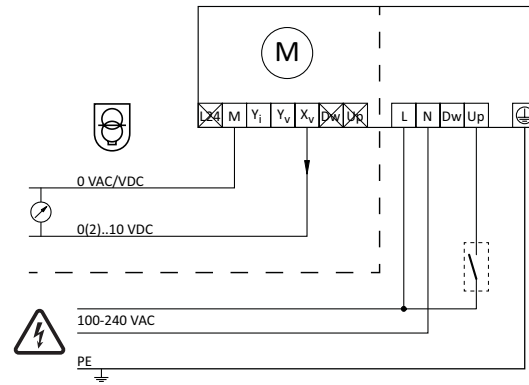 M
L24 M Yi Yv Xv Dw Up L N Dw Up
0 VAC/VDC
0(2)..10 VDC
100-240 VAC
PE